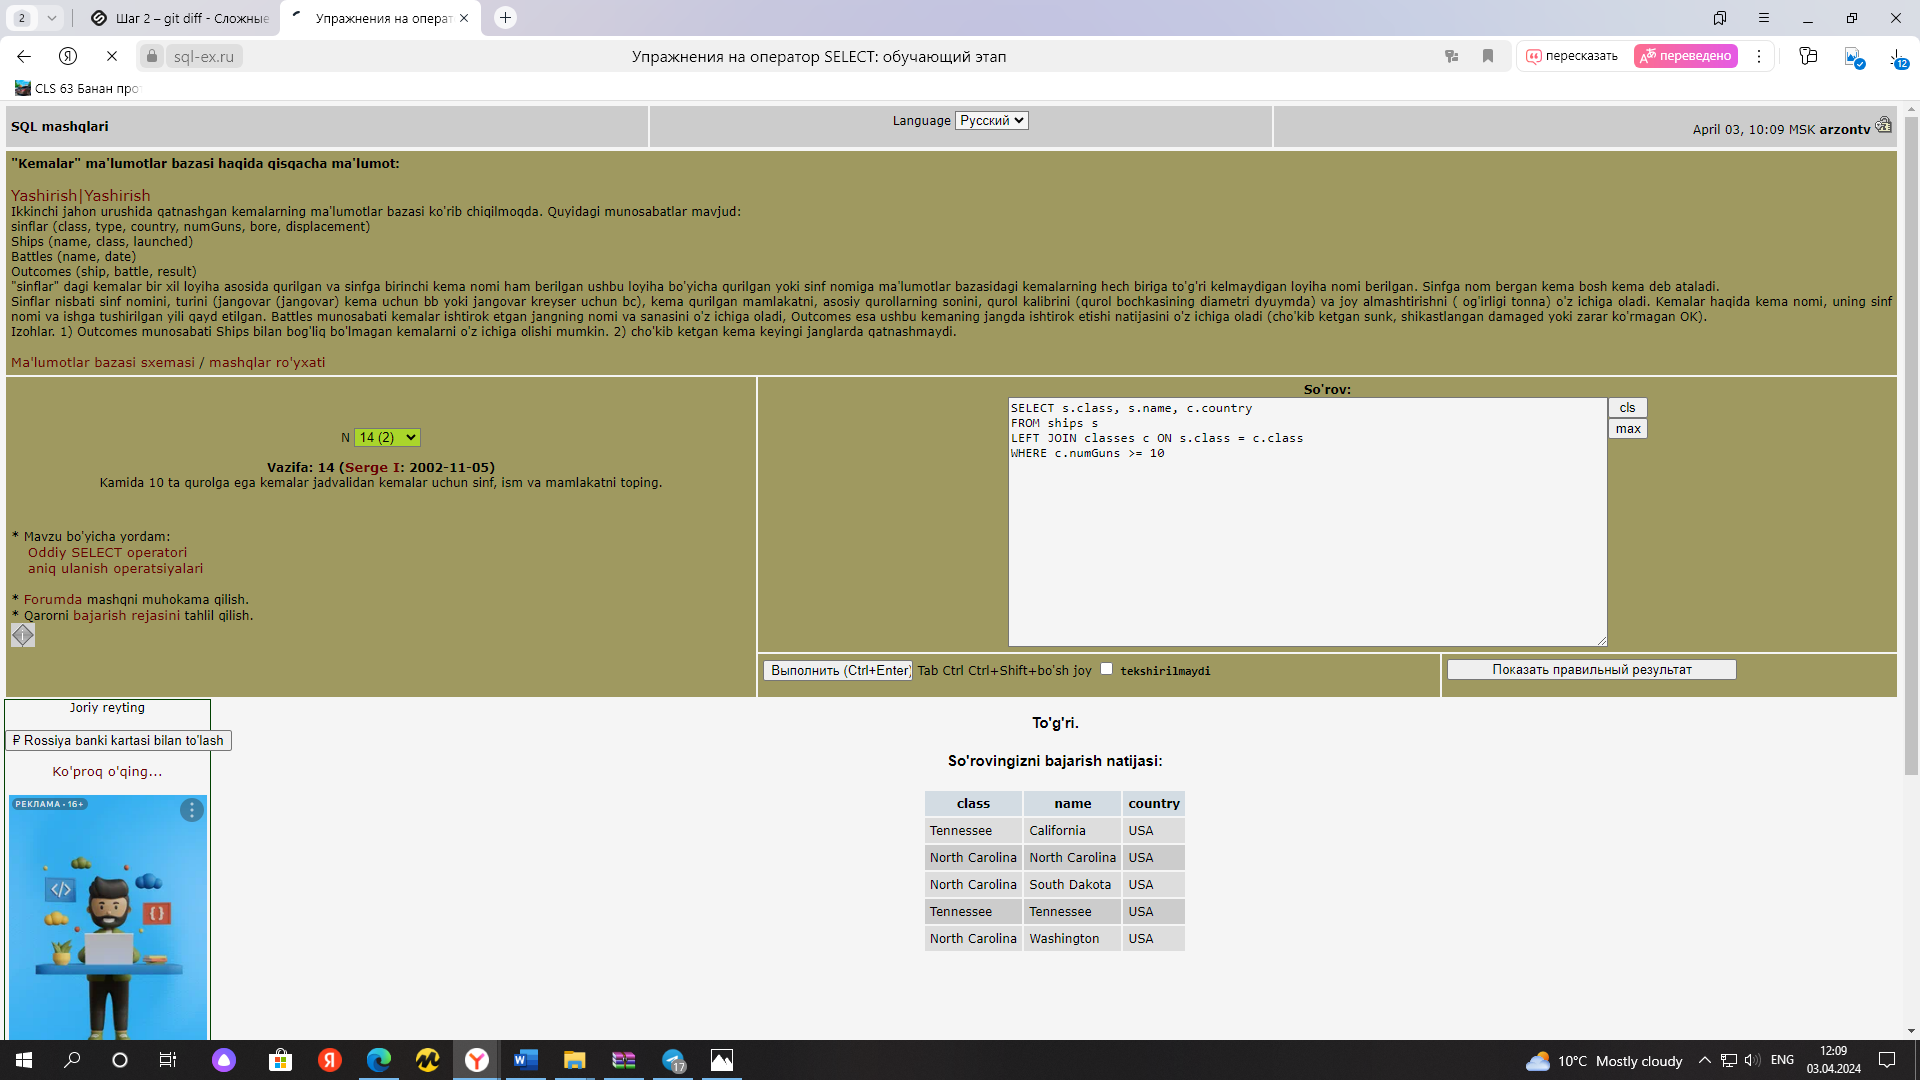 2
Шаг 2 – git diff - Сложные
Упражнения на операт
sql-ex.ru
Упражнения на оператор SELECT: обучающий этап
пересказать
переведено
12
CLS 63 Банан про
SQL mashqlari
Language Русский
April 03, 10:09 MSK arzontv
"Kemalar" ma'lumotlar bazasi haqida qisqacha ma'lumot:
Yashirish|Yashirish
Ikkinchi jahon urushida qatnashgan kemalarning ma'lumotlar bazasi ko'rib chiqilmoqda. Quyidagi munosabatlar mavjud:
sinflar (class, type, country, numGuns, bore, displacement)
Ships (name, class, launched)
Battles (name, date)
Outcomes (ship, battle, result)
"sinflar" dagi kemalar bir xil loyiha asosida qurilgan va sinfga birinchi kema nomi ham berilgan ushbu loyiha bo'yicha qurilgan yoki sinf nomiga ma'lumotlar bazasidagi kemalarning hech biriga to'g'ri kelmaydigan loyiha nomi berilgan. Sinfga nom bergan kema bosh kema deb ataladi.
Sinflar nisbati sinf nomini, turini (jangovar (jangovar) kema uchun bb yoki jangovar kreyser uchun bc), kema qurilgan mamlakatni, asosiy qurollarning sonini, qurol kalibrini (qurol bochkasining diametri dyuymda) va joy almashtirishni ( og'irligi tonna) o'z ichiga oladi. Kemalar haqida kema nomi, uning sinf
nomi va ishga tushirilgan yili qayd etilgan. Battles munosabati kemalar ishtirok etgan jangning nomi va sanasini o'z ichiga oladi, Outcomes esa ushbu kemaning jangda ishtirok etishi natijasini o'z ichiga oladi (cho'kib ketgan sunk, shikastlangan damaged yoki zarar ko'rmagan OK).
Izohlar. 1) Outcomes munosabati Ships bilan bog'liq bo'lmagan kemalarni o'z ichiga olishi mumkin. 2) cho'kib ketgan kema keyingi janglarda qatnashmaydi.
Ma'lumotlar bazasi sxemasi / mashqlar ro'yxati
N 14 (2)
Vazifa: 14 (Serge I: 2002-11-05)
Kamida 10 ta qurolga ega kemalar jadvalidan kemalar uchun sinf, ism va mamlakatni toping.
* Mavzu bo'yicha yordam:
Oddiy SELECT operatori
aniq ulanish operatsiyalari
* Forumda mashqni muhokama qilish.
* Qarorni bajarish rejasini tahlil qilish.
So'rov:
SELECT s.class, s.name, c.country
FROM ships s
LEFT JOIN classes c ON s.class = c.class
WHERE c.numGuns >= 10
cls
max
Выполнить (Ctrl+Enter) Tab Ctrl Ctrl+Shift+bo'sh joy tekshirilmaydi
Показать правильный результат
Joriy reyting
₽ Rossiya banki kartasi bilan to'lash
Ko'proq o'qing...
РЕКЛАМА • 16+
To'g'ri.
So'rovingizni bajarish natijasi:
class name country
Tennessee California USA
North Carolina North Carolina USA
North Carolina South Dakota USA
Tennessee Tennessee USA
North Carolina Washington USA
17
10°C Mostly cloudy
ENG
12:09
03.04.2024